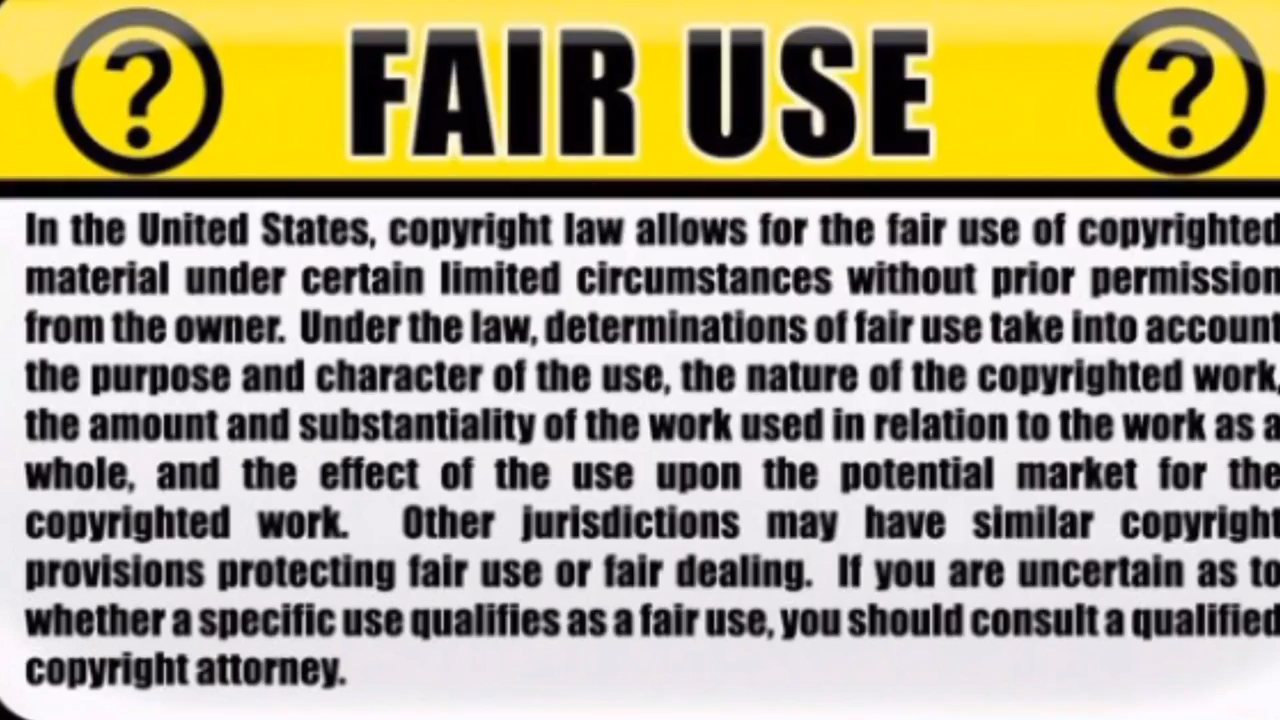 FAIR USE
In the United States, copyright law allows for the fair use of copyrighted
material under certain limited circumstances without prior permission
from the owner. Under the law, determinations of fair use take into account
the purpose and character of the use, the nature of the copyrighted work,
the amount and substantiality of the work used in relation to the work as a
whole, and the effect of the use upon the potential market for the
copyrighted work. Other jurisdictions may have similar copyright
provisions protecting fair use or fair dealing. If you are uncertain as to
whether a specific use qualifies as a fair use, you should consult a qualified
copyright attorney.